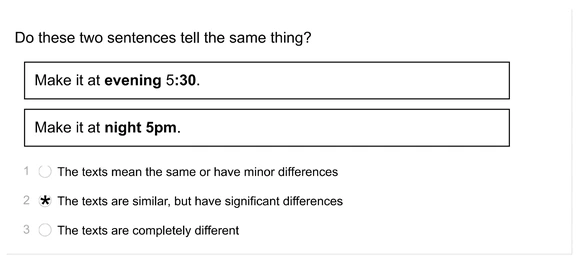 Do these two sentences tell the same thing?
Make it at evening 5:30.
Make it at night 5pm.
1 The texts mean the same or have minor differences
2 * The texts are similar, but have significant differences
3 The texts are completely different